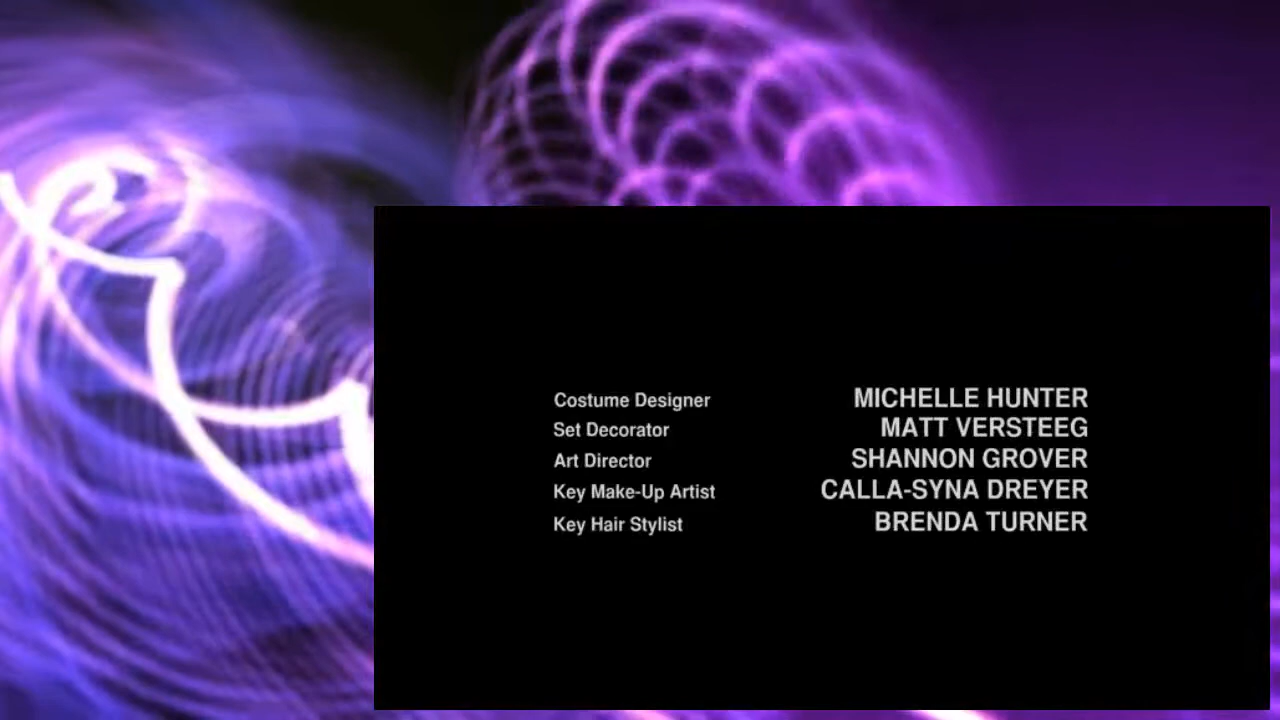 Costume Designer MICHELLE HUNTER
Set Decorator MATT VERSTEEG
Art Director SHANNON GROVER
Key Make-Up Artist CALLA-SYNA DREYER
Key Hair Stylist BRENDA TURNER